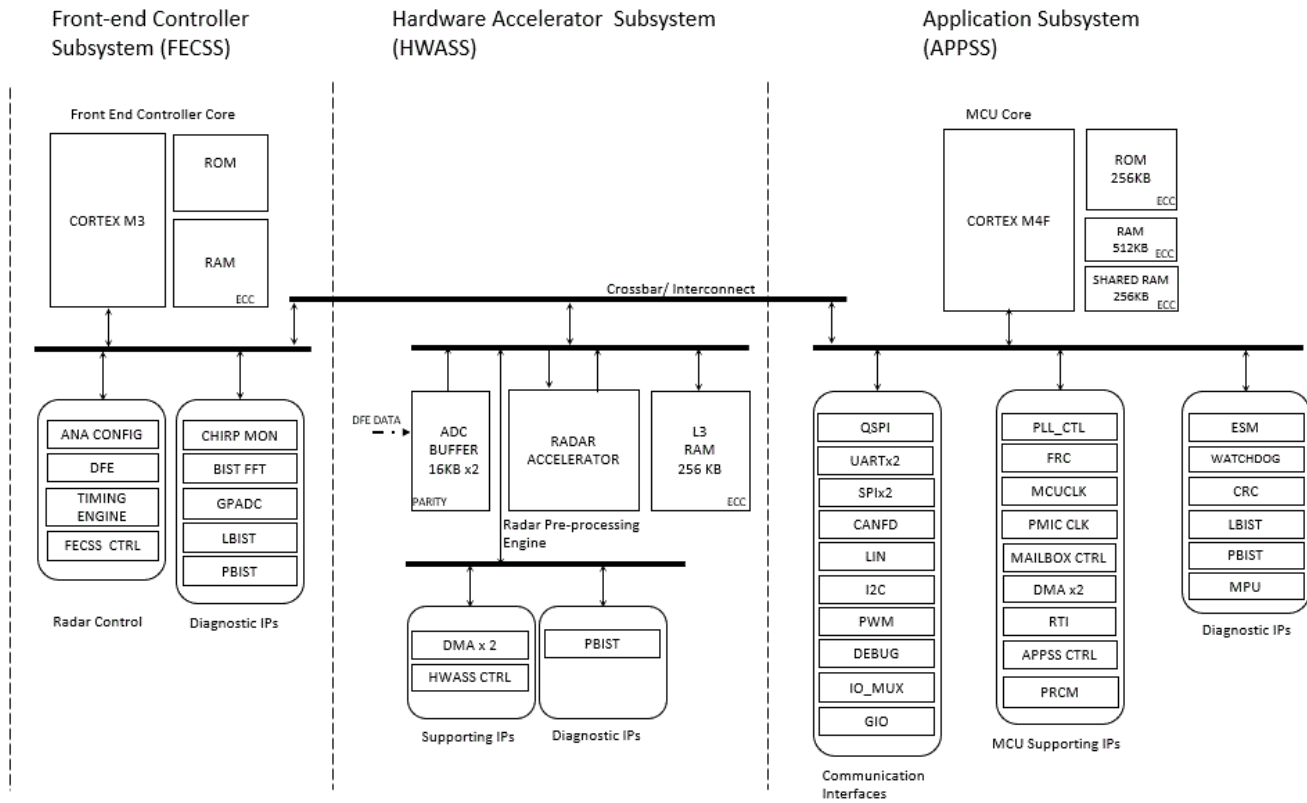 Front-end Controller
Subsystem (FECSS)
Hardware Accelerator Subsystem
(HWASS)
Application Subsystem
(APPSS)
Front End Controller Core
CORTEX M3
ROM
RAM
ECC
ANA CONFIG
DFE
TIMING
ENGINE
FECSS CTRL
Radar Control
CHIRP MON
BIST FFT
GPADC
LBIST
PBIST
Diagnostic IPs
Crossbar/ Interconnect
DFE DATA
ADC
BUFFER
16KB x2
PARITY
RADAR
ACCELERATOR
L3
RAM
256 KB
ECC
Radar Pre-processing
Engine
DMA x 2
HWASS CTRL
Supporting IPs
PBIST
Diagnostic IPs
MCU Core
CORTEX M4F
ROM
256KB
ECC
RAM
512KB
ECC
SHARED RAM
256KB
ECC
QSPI
UARTx2
SPIx2
CANFD
LIN
I2C
PWM
DEBUG
IO_MUX
GIO
Communication
Interfaces
PLL_CTL
FRC
MCUCLK
PMIC CLK
MAILBOX CTRL
DMA x2
RTI
APPSS CTRL
PRCM
MCU Supporting IPs
ESM
WATCHDOG
CRC
LBIST
PBIST
MPU
Diagnostic IPs